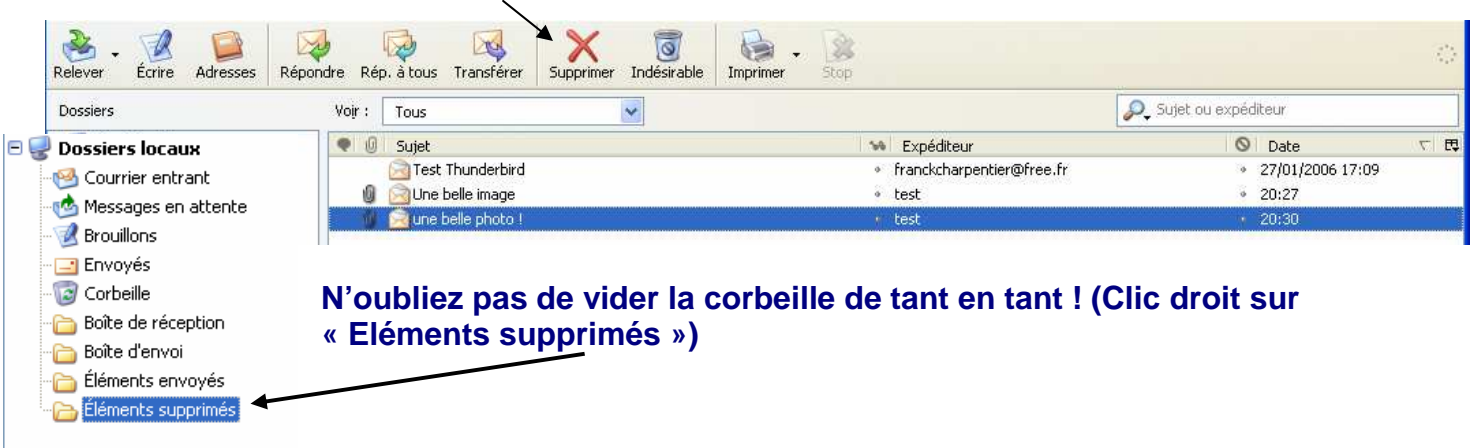 Relever Écrire Adresses Répondre Rép. à tous Transférer Supprimer Indésirable Imprimer Stop
Dossiers Voir : Tous Sujet ou expéditeur
Dossiers locaux
Courrier entrant
Messages en attente
Brouillons
Envoyés
Corbeille
Boîte de réception
Boîte d'envoi
Éléments envoyés
Éléments supprimés
Sujet Expéditeur Date
Test Thunderbird franckcharpentier@free.fr 27/01/2006 17:09
Une belle image test 20:27
une belle photo ! test 20:30
N'oubliez pas de vider la corbeille de tant en tant ! (Clic droit sur
« Eléments supprimés »)